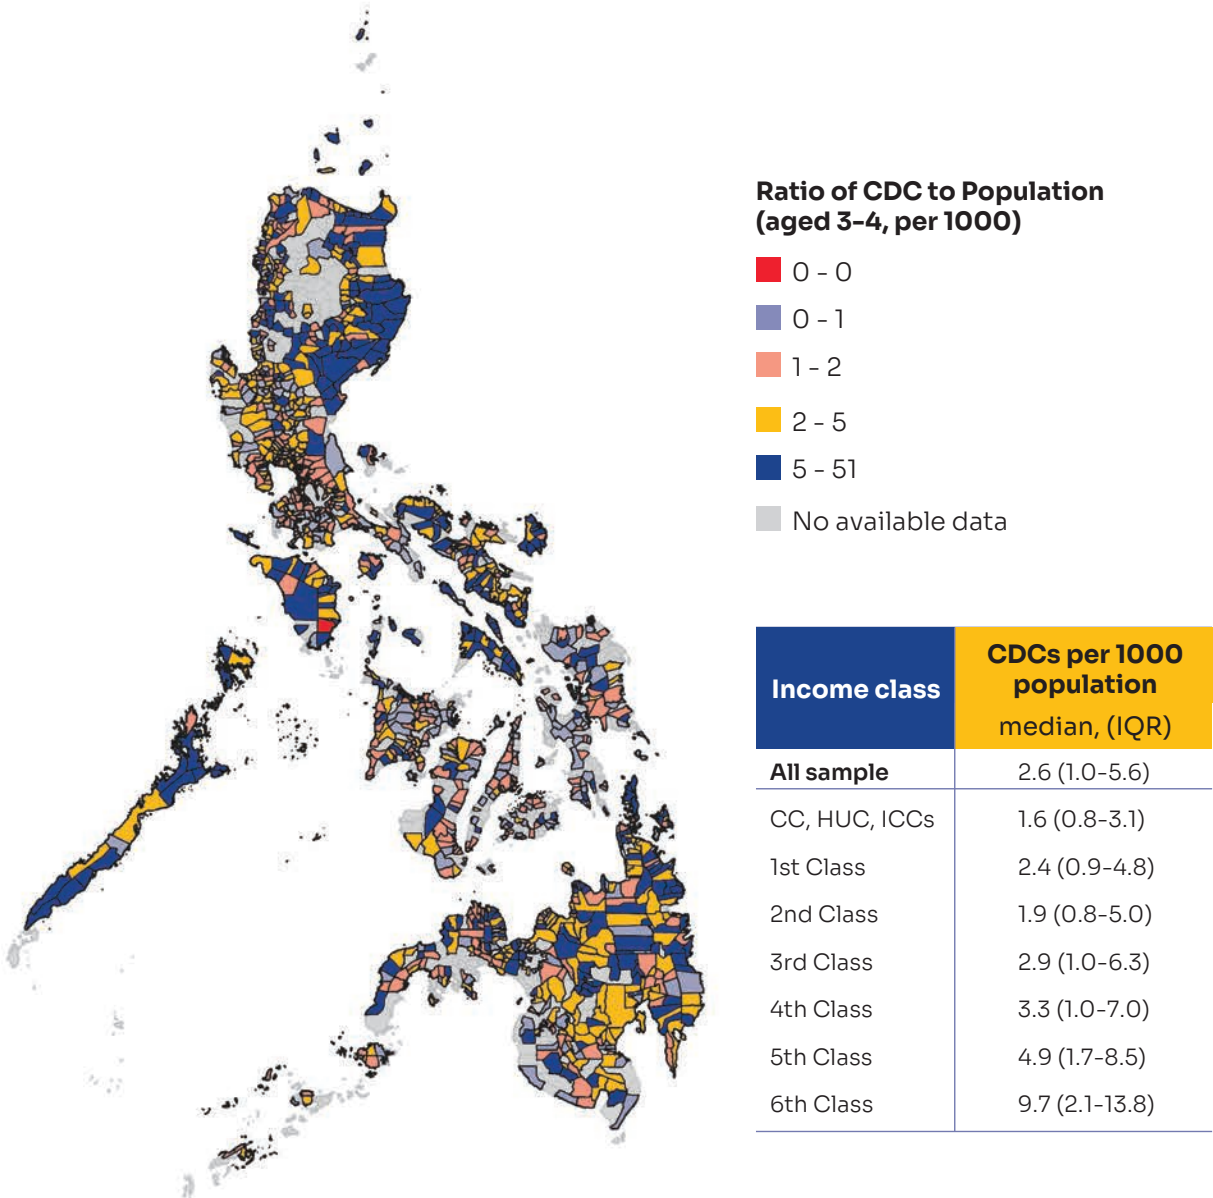 Ratio of CDC to Population
(aged 3-4, per 1000)
0 - 0
0 - 1
1 - 2
2 - 5
5 - 51
No available data
Income class
CDCs per 1000
population
median, (IQR)
All sample 2.6 (1.0-5.6)
CC, HUC, ICCs 1.6 (0.8-3.1)
1st Class 2.4 (0.9-4.8)
2nd Class 1.9 (0.8-5.0)
3rd Class 2.9 (1.0-6.3)
4th Class 3.3 (1.0-7.0)
5th Class 4.9 (1.7-8.5)
6th Class 9.7 (2.1-13.8)